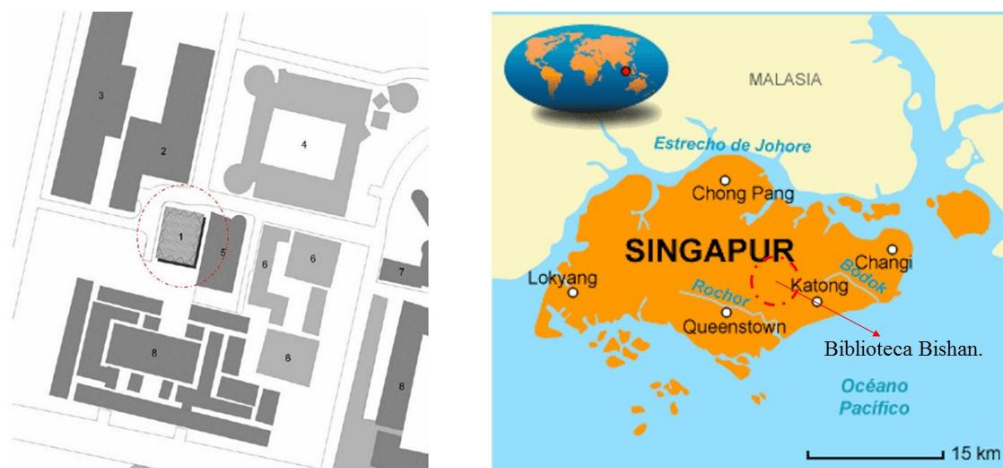 3
2
4
1
5
6
6
7
6
8
8
MALASIA
Estrecho de Johore
Chong Pang
SINGAPUR
Changi
Bodok
Lokyang
Katong
Rochor
Queenstown
Biblioteca Bishan.
Océano
Pacífico
15 km